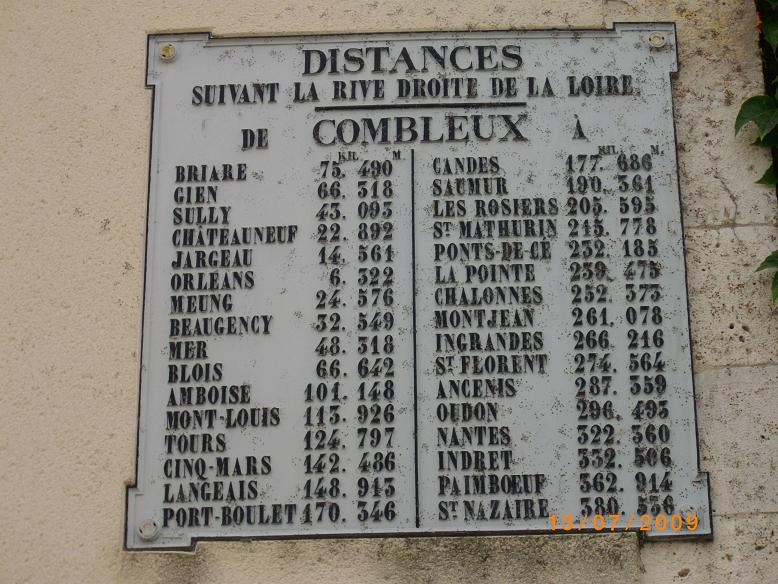 DISTANCES
SUIVANT LA RIVE DROITE DE LA LOIRE.
DE COMBLEUX À
KIL. M.
BRIARE 75. 490
GIEN 66. 318
SULLY 43. 093
CHÂTEAUNEUF 22. 892
JARGEAU 14. 561
ORLÉANS 6. 322
MEUNG 24. 576
BEAUGENCY 32. 549
MER 48. 318
BLOIS 66. 642
AMBOISE 101. 148
MONT-LOUIS 113. 926
TOURS 124. 797
CINQ-MARS 142. 486
LANGEAIS 148. 913
PORT-BOULET 170. 346
KIL. M.
CANDES 177. 686
SAUMUR 190. 361
LES ROSIERS 205. 595
ST MATHURIN 215. 778
PONTS-DE-CÉ 232. 185
LA POINTE 239. 475
CHALONNES 252. 373
MONTJEAN 261. 078
INGRANDES 266. 216
ST FLORENT 274. 564
ANCENIS 287. 359
OUDON 296. 493
NANTES 322. 360
INDRET 332. 506
PAIMBŒUF 362. 914
ST NAZAIRE 380. 536
13/07/2009